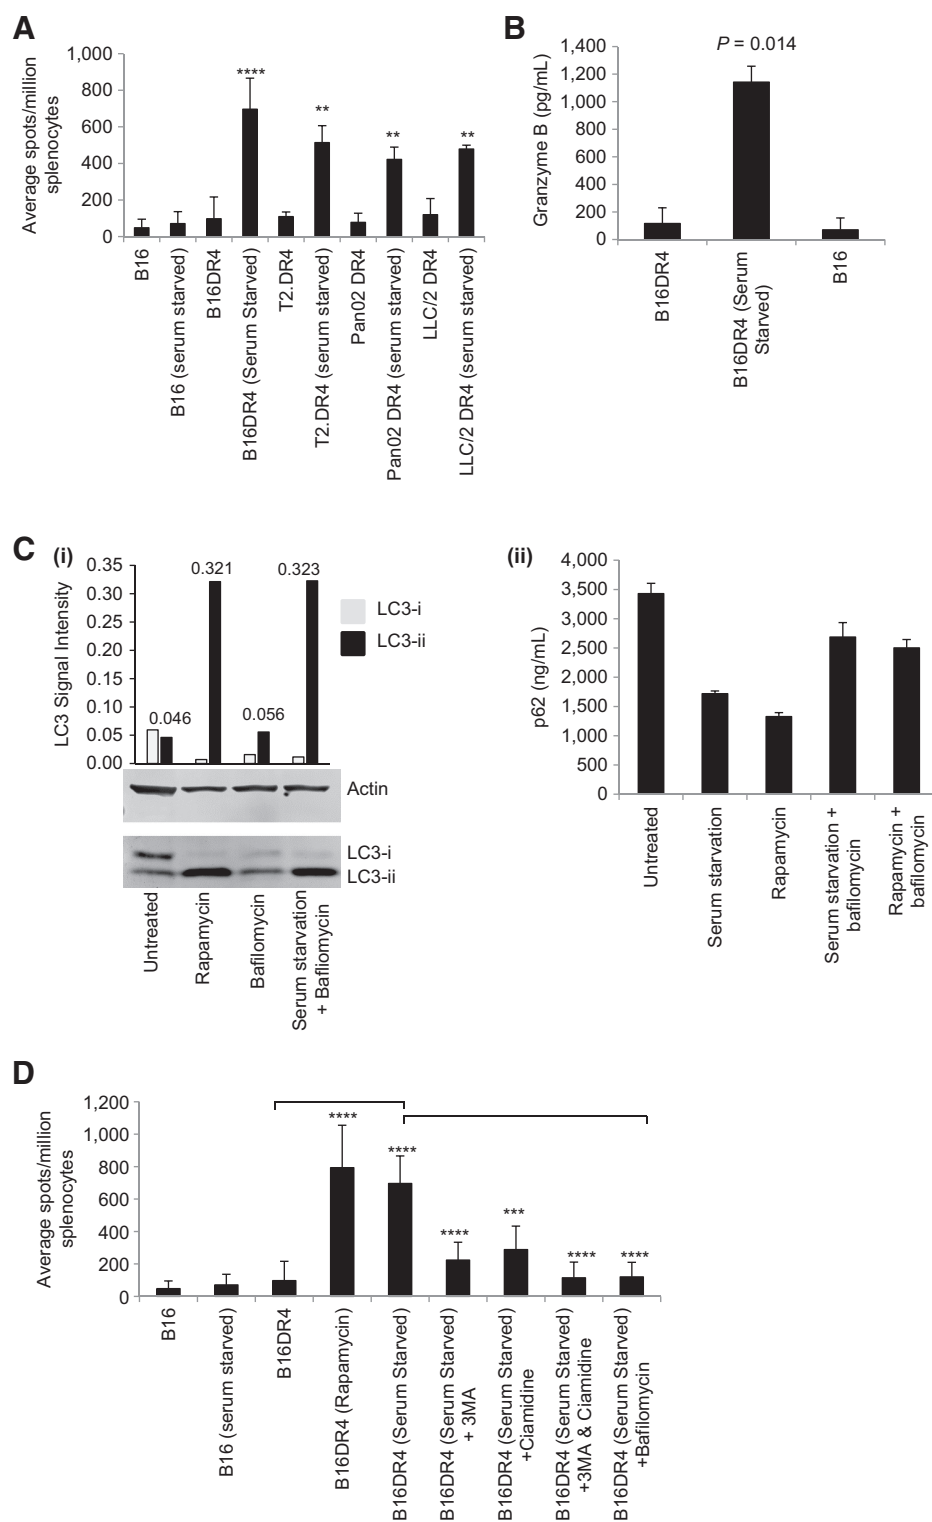 A
Average spots/million
splenocytes
1,000
800
600
400
200
0
****
**
**
**
B16
B16 (serum starved)
B16DR4
B16DR4 (Serum Starved)
T2.DR4
T2.DR4 (serum starved)
Pan02 DR4
Pan02 DR4 (serum starved)
LLC/2 DR4
LLC/2 DR4 (serum starved)
B
Granzyme B (pg/mL)
1,400
1,200
1,000
800
600
400
200
0
P = 0.014
B16DR4
B16DR4 (Serum
Starved)
B16
C
(i)
LC3 Signal Intensity
0.35
0.30
0.25
0.20
0.15
0.10
0.05
0.00
0.046
0.321
0.056
0.323
LC3-i
LC3-ii
Actin
LC3-i
LC3-ii
Untreated
Rapamycin
Bafilomycin
Serum starvation
+ Bafliomycin
(ii)
p62 (ng/mL)
4,000
3,500
3,000
2,500
2,000
1,500
1,000
500
0
Untreated
Serum starvation
Rapamycin
Serum starvation +
bafilomycin
Rapamycin +
bafilomycin
D
Average spots/million
splenocytes
1,200
1,000
800
600
400
200
0
****
****
****
***
****
****
B16
B16 (serum starved)
B16DR4
B16DR4 (Rapamycin)
B16DR4 (Serum Starved)
B16DR4 (Serum Starved)
+ 3MA
B16DR4 (Serum Starved)
+Ciamidine
B16DR4 (Serum Starved)
+3MA & Ciamidine
B16DR4 (Serum Starved)
+Bafilomycin